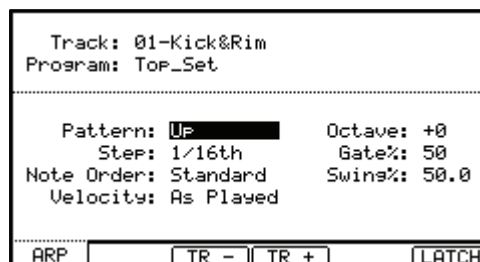 Track: 01-Kick&Rim
Program: Top_Set
Pattern: Up Octave: +0
Step: 1/16th Gate%: 50
Note Order: Standard Swing%: 50.0
Velocity: As Played
ARP TR - TR + LATCH